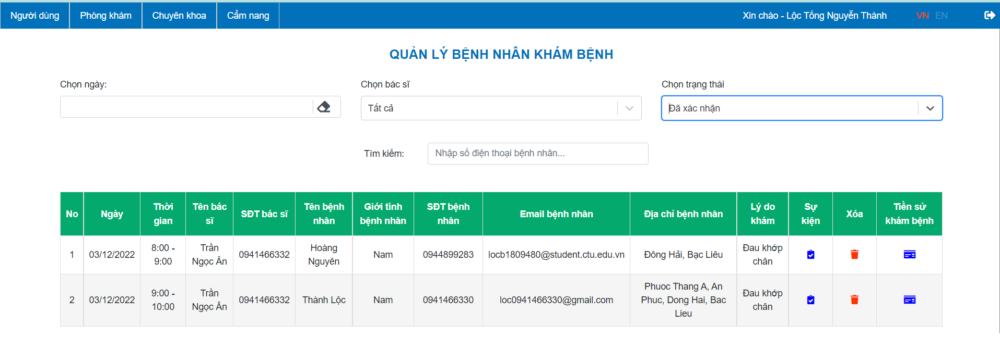 Người dùng
Phòng khám
Chuyên khoa
Cẩm nang
Xin chào - Lộc Tống Nguyễn Thành
VN EN
QUẢN LÝ BỆNH NHÂN KHÁM BỆNH
Chọn ngày:
Chọn bác sĩ
Chọn trạng thái
Tất cả
Đã xác nhận
Tìm kiếm:
Nhập số điện thoại bệnh nhân...
No
Ngày
Thời
gian
Tên bác
sĩ
SĐT bác sĩ
Tên bệnh
nhân
Giới tính
bệnh nhân
SĐT bệnh
nhân
Email bệnh nhân
Địa chỉ bệnh nhân
Lý do
khám
Sự
kiện
Xóa
Tiền sử
khám bệnh
1
03/12/2022
8:00 -
9:00
Trần
Ngọc Ân
0941466332
Hoàng
Nguyên
Nam
0944899283
locb1809480@student.ctu.edu.vn
Đông Hải, Bạc Liêu
Đau khớp
chân
2
03/12/2022
9:00 -
10:00
Trần
Ngọc Ân
0941466332
Thành Lộc
Nam
0941466330
loc0941466330@gmail.com
Phuoc Thang A, An
Phuc, Dong Hai, Bac
Lieu
Đau khớp
chân